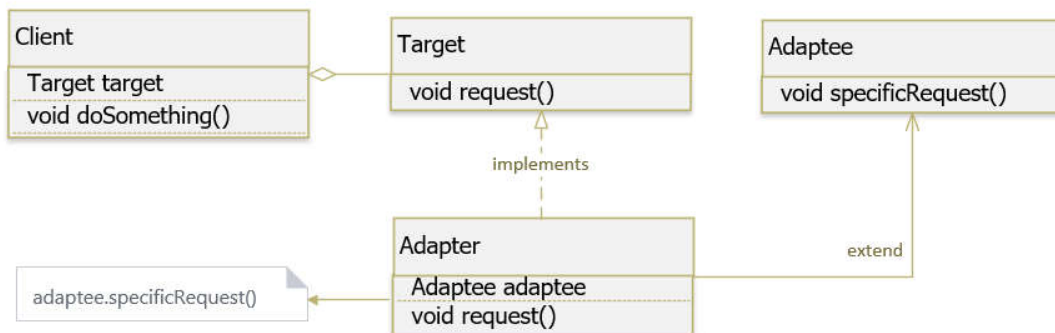 Client
Target target
void doSomething()
Target
void request()
Adaptee
void specificRequest()
implements
extend
Adapter
Adaptee adaptee
void request()
adaptee.specificRequest()